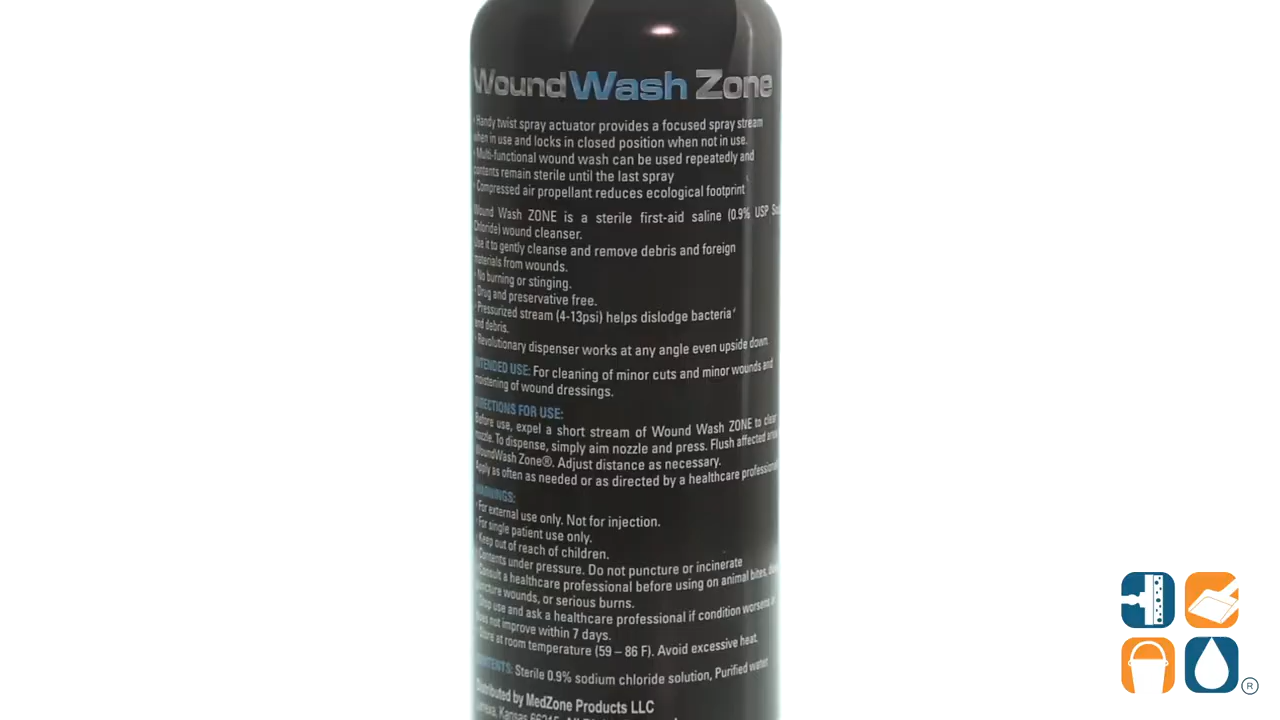 WoundWash Zone
• Handy twist spray actuator provides a focused spray stream
when in use and locks in closed position when not in use.
• Multi-functional wound wash can be used repeatedly and
contents remain sterile until the last spray
• Compressed air propellant reduces ecological footprint
Wound Wash ZONE is a sterile first-aid saline (0.9% USP
Chloride) wound cleanser.
Use it to gently cleanse and remove debris and foreign
materials from wounds.
• No burning or stinging.
• Drug and preservative free.
• Pressurized stream (4-13psi) helps dislodge bacteria
and debris.
• Revolutionary dispenser works at any angle even upside down.
INTENDED USE: For cleaning of minor cuts and minor wounds and
moistening of wound dressings.
DIRECTIONS FOR USE:
Before use, expel a short stream of Wound Wash ZONE to clear
nozzle. To dispense, simply aim nozzle and press. Flush affected
WoundWash Zone®. Adjust distance as necessary.
Apply as often as needed or as directed by a healthcare professional
WARNINGS:
• For external use only. Not for injection.
• For single patient use only.
• Keep out of reach of children.
• Contents under pressure. Do not puncture or incinerate
• Consult a healthcare professional before using on animal bites,
puncture wounds, or serious burns.
• Stop use and ask a healthcare professional if condition worsens
does not improve within 7 days.
• Store at room temperature (59 – 86 F). Avoid excessive heat.
CONTENTS: Sterile 0.9% sodium chloride solution, Purified water
Distributed by MedZone Products LLC
Kansas
®